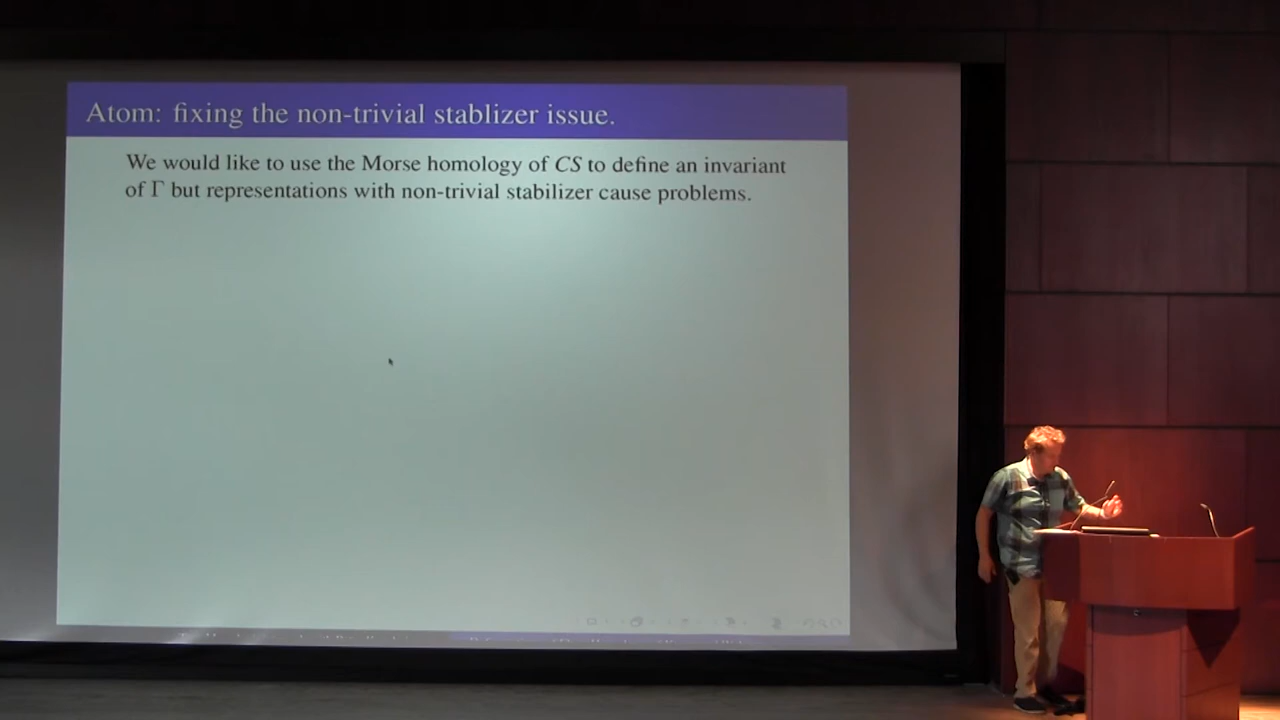 Atom: fixing the non-trivial stablizer issue.
We would like to use the Morse homology of CS to define an invariant
of Γ but representations with non-trivial stabilizer cause problems.